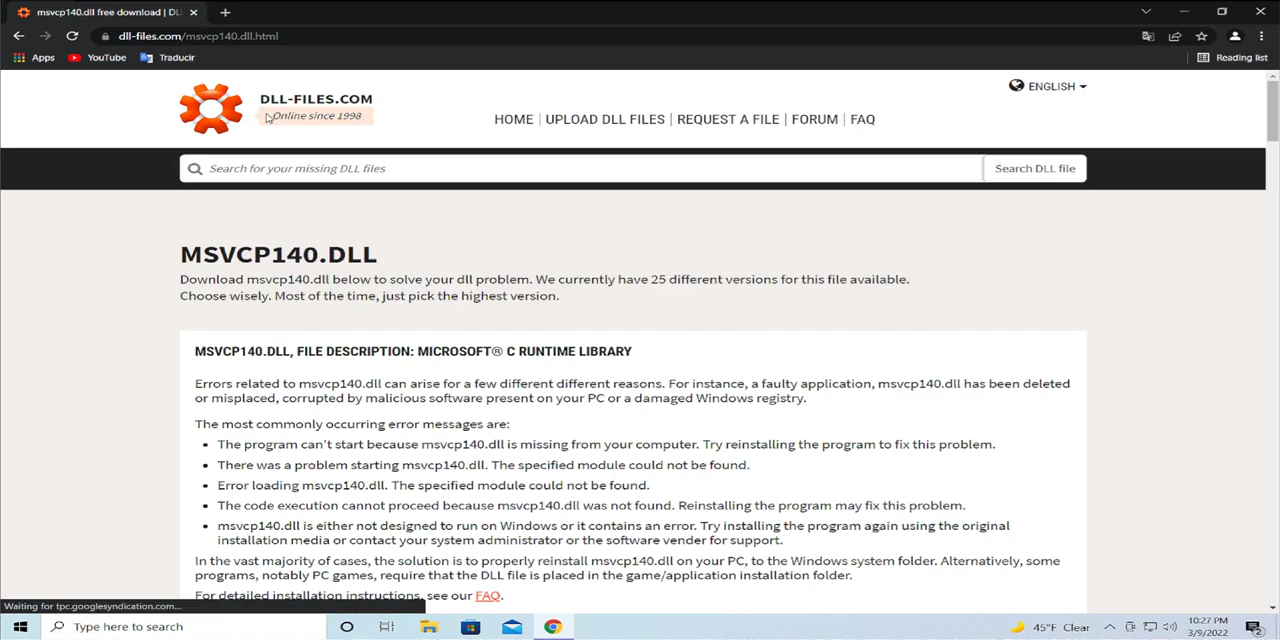 msvcp140.dll free download | DL
dll-files.com/msvcp140.dll.html
Apps YouTube Traducir Reading list
DLL-FILES.COM
Online since 1998
ENGLISH
HOME UPLOAD DLL FILES REQUEST A FILE FORUM FAQ
Search for your missing DLL files Search DLL file
MSVCP140.DLL
Download msvcp140.dll below to solve your dll problem. We currently have 25 different versions for this file available.
Choose wisely. Most of the time, just pick the highest version.
MSVCP140.DLL, FILE DESCRIPTION: MICROSOFT® C RUNTIME LIBRARY
Errors related to msvcp140.dll can arise for a few different different reasons. For instance, a faulty application, msvcp140.dll has been deleted
or misplaced, corrupted by malicious software present on your PC or a damaged Windows registry.
The most commonly occurring error messages are:
• The program can't start because msvcp140.dll is missing from your computer. Try reinstalling the program to fix this problem.
• There was a problem starting msvcp140.dll. The specified module could not be found.
• Error loading msvcp140.dll. The specified module could not be found.
• The code execution cannot proceed because msvcp140.dll was not found. Reinstalling the program may fix this problem.
• msvcp140.dll is either not designed to run on Windows or it contains an error. Try installing the program again using the original
installation media or contact your system administrator or the software vender for support.
In the vast majority of cases, the solution is to properly reinstall msvcp140.dll on your PC, to the Windows system folder. Alternatively, some
programs, notably PC games, require that the DLL file is placed in the game/application installation folder.
For detailed installation instructions, see our FAQ.
Waiting for tpc.googlesyndication.com...
Type here to search
45°F Clear
10:27 PM
3/9/2022
2